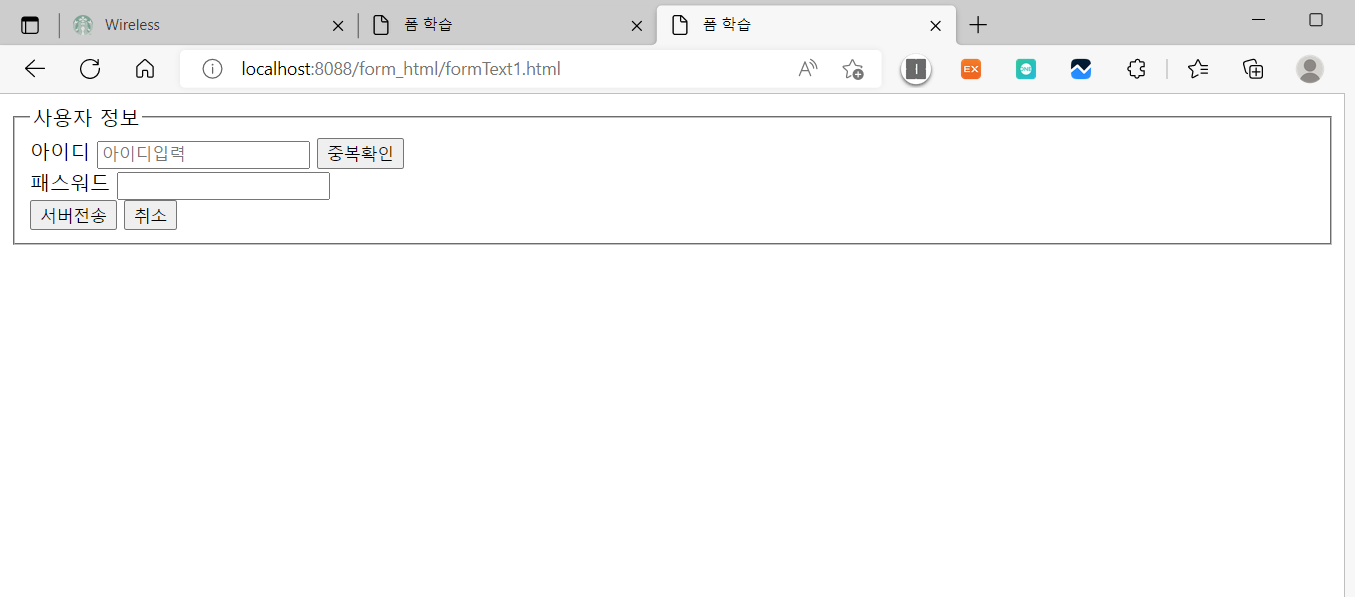 Wireless
폼 학습
폼 학습
localhost:8088/form_html/formText1.html
사용자 정보
아이디 아이디입력 중복확인
패스워드
서버전송 취소